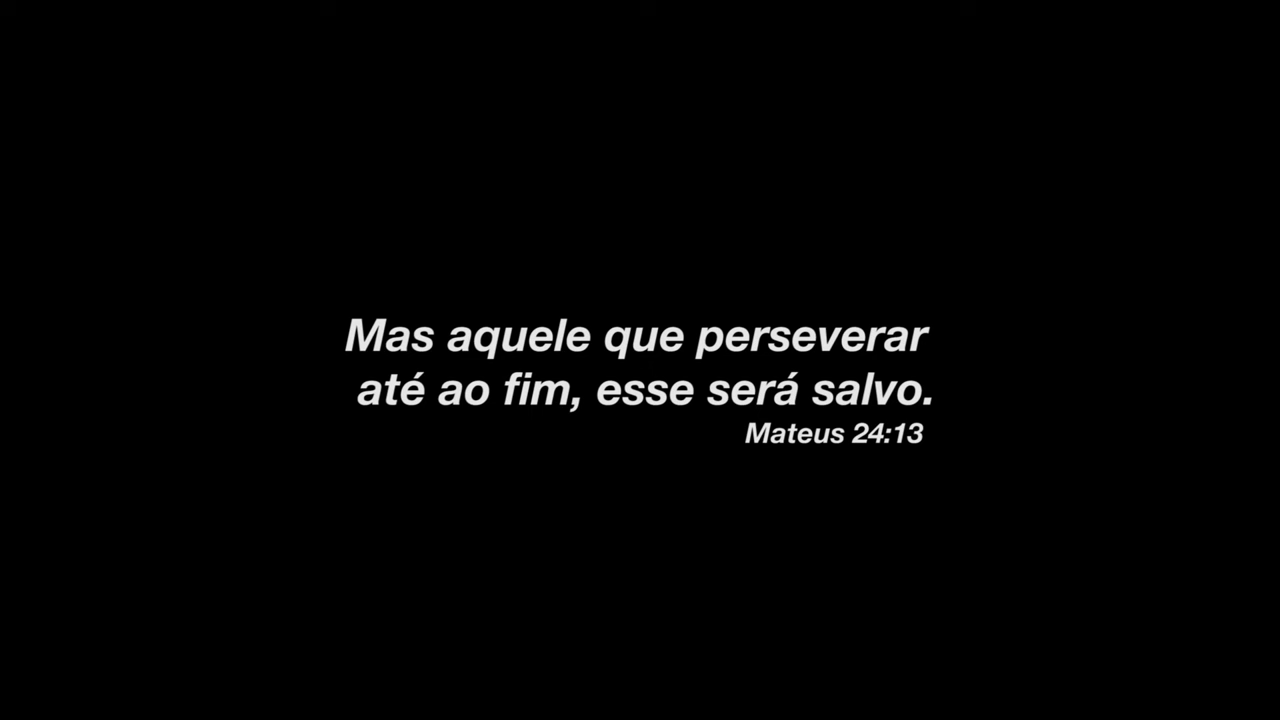 Mas aquele que perseverar
até ao fim, esse será salvo.
Mateus 24:13